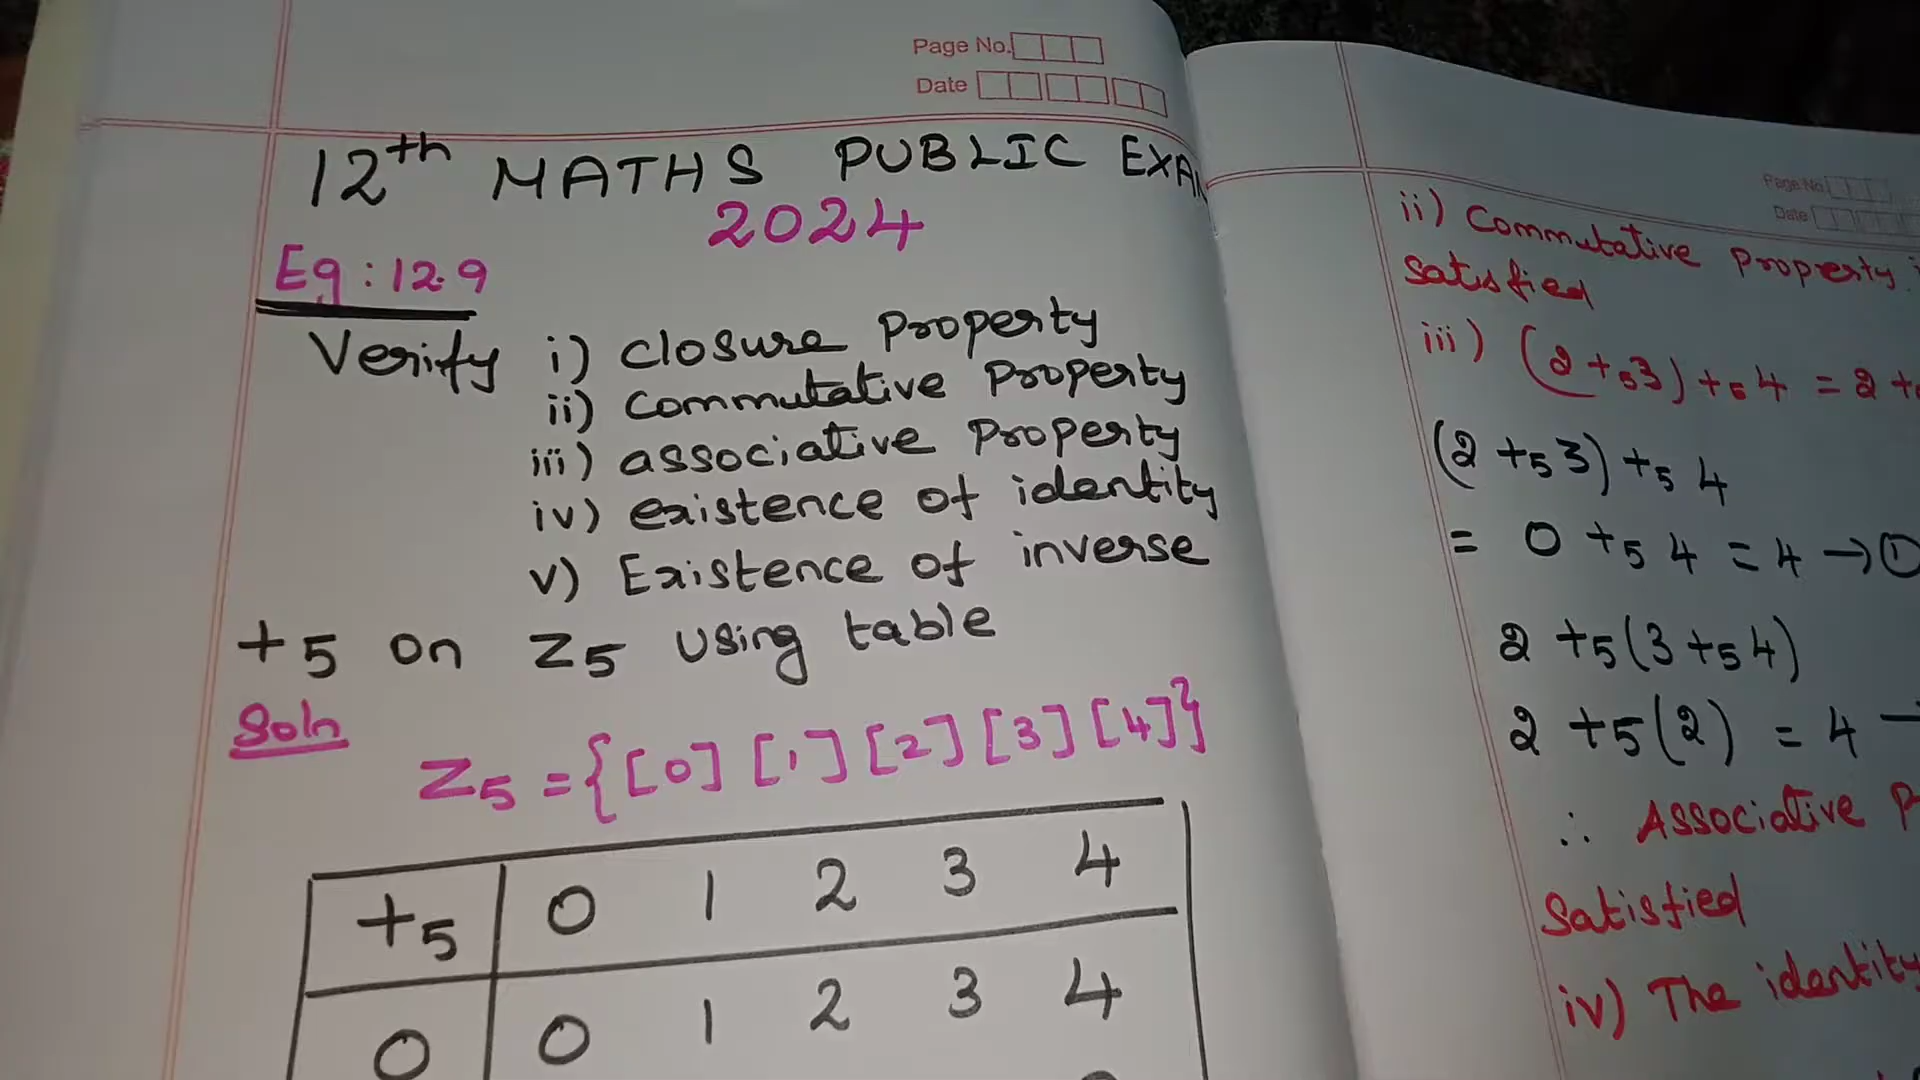 Page No.
Date
12th MATHS PUBLIC EXAM
2024
Eg : 12.9
Verify i) closure Property
ii) Commutative Property
iii) associative Property
iv) existence of identity
v) Existence of inverse
+5 on Z5 using table
Soln
Z5 = {[0] [1] [2] [3] [4]}
+5 0 1 2 3 4
0 0 1 2 3 4
Page No.
Date
ii) Commutative Property
satisfied
iii) (2 +5 3) +5 4 = 2 +
(2 +5 3) +5 4
= 0 +5 4 = 4 → ①
2 +5 (3 +5 4)
2 +5 (2) = 4 –
∴ Associative P
Satisfied
iv) The identity